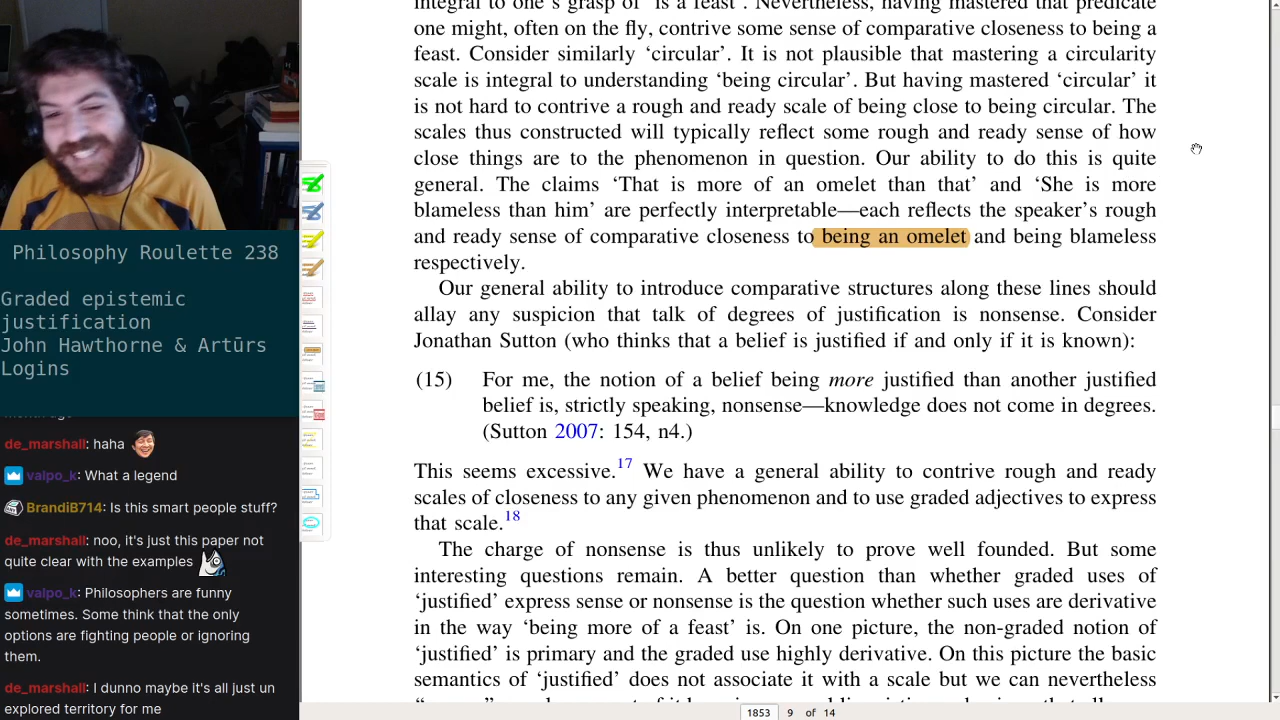 Philosophy Roulette 238
Graded epistemic
justification
John Hawthorne & Artūrs
Logins
de_marshall: haha
valpo_k: What a legend
BrandiB714: Is this smart people stuff?
de_marshall: noo, it's just this paper not
quite clear with the examples
valpo_k: Philosophers are funny
sometimes. Some think that the only
options are fighting people or ignoring
them.
de_marshall: I dunno maybe it's all just un
explored territory for me
integral to one's grasp of 'is a feast'. Nevertheless, having mastered that predicate
one might, often on the fly, contrive some sense of comparative closeness to being a
feast. Consider similarly 'circular'. It is not plausible that mastering a circularity
scale is integral to understanding 'being circular'. But having mastered 'circular' it
is not hard to contrive a rough and ready scale of being close to being circular. The
scales thus constructed will typically reflect some rough and ready sense of how
close things are to the phenomenon in question. Our ability to do this is quite
general. The claims 'That is more of an omelet than that' and 'She is more
blameless than him' are perfectly interpretable—each reflects the speaker's rough
and ready sense of comparative closeness to being an omelet and being blameless
respectively.
Our general ability to introduce comparative structures along these lines should
allay any suspicion that talk of degrees of justification is nonsense. Consider
Jonathan Sutton (who thinks that a belief is justified if and only if it is known):
(15) For me, the notion of a belief being more justified than another justified
belief is, strictly speaking, nonsense—knowledge does not come in degrees.
(Sutton 2007: 154 n4.)
This seems excessive.17 We have a general ability to contrive rough and ready
scales of closeness to any given phenomenon and to use graded adjectives to express
that scale.18
The charge of nonsense is thus unlikely to prove well founded. But some
interesting questions remain. A better question than whether graded uses of
'justified' express sense or nonsense is the question whether such uses are derivative
in the way 'being more of a feast' is. On one picture, the non-graded notion of
'justified' is primary and the graded use highly derivative. On this picture the basic
semantics of 'justified' does not associate it with a scale but we can nevertheless
1853 9 of 14